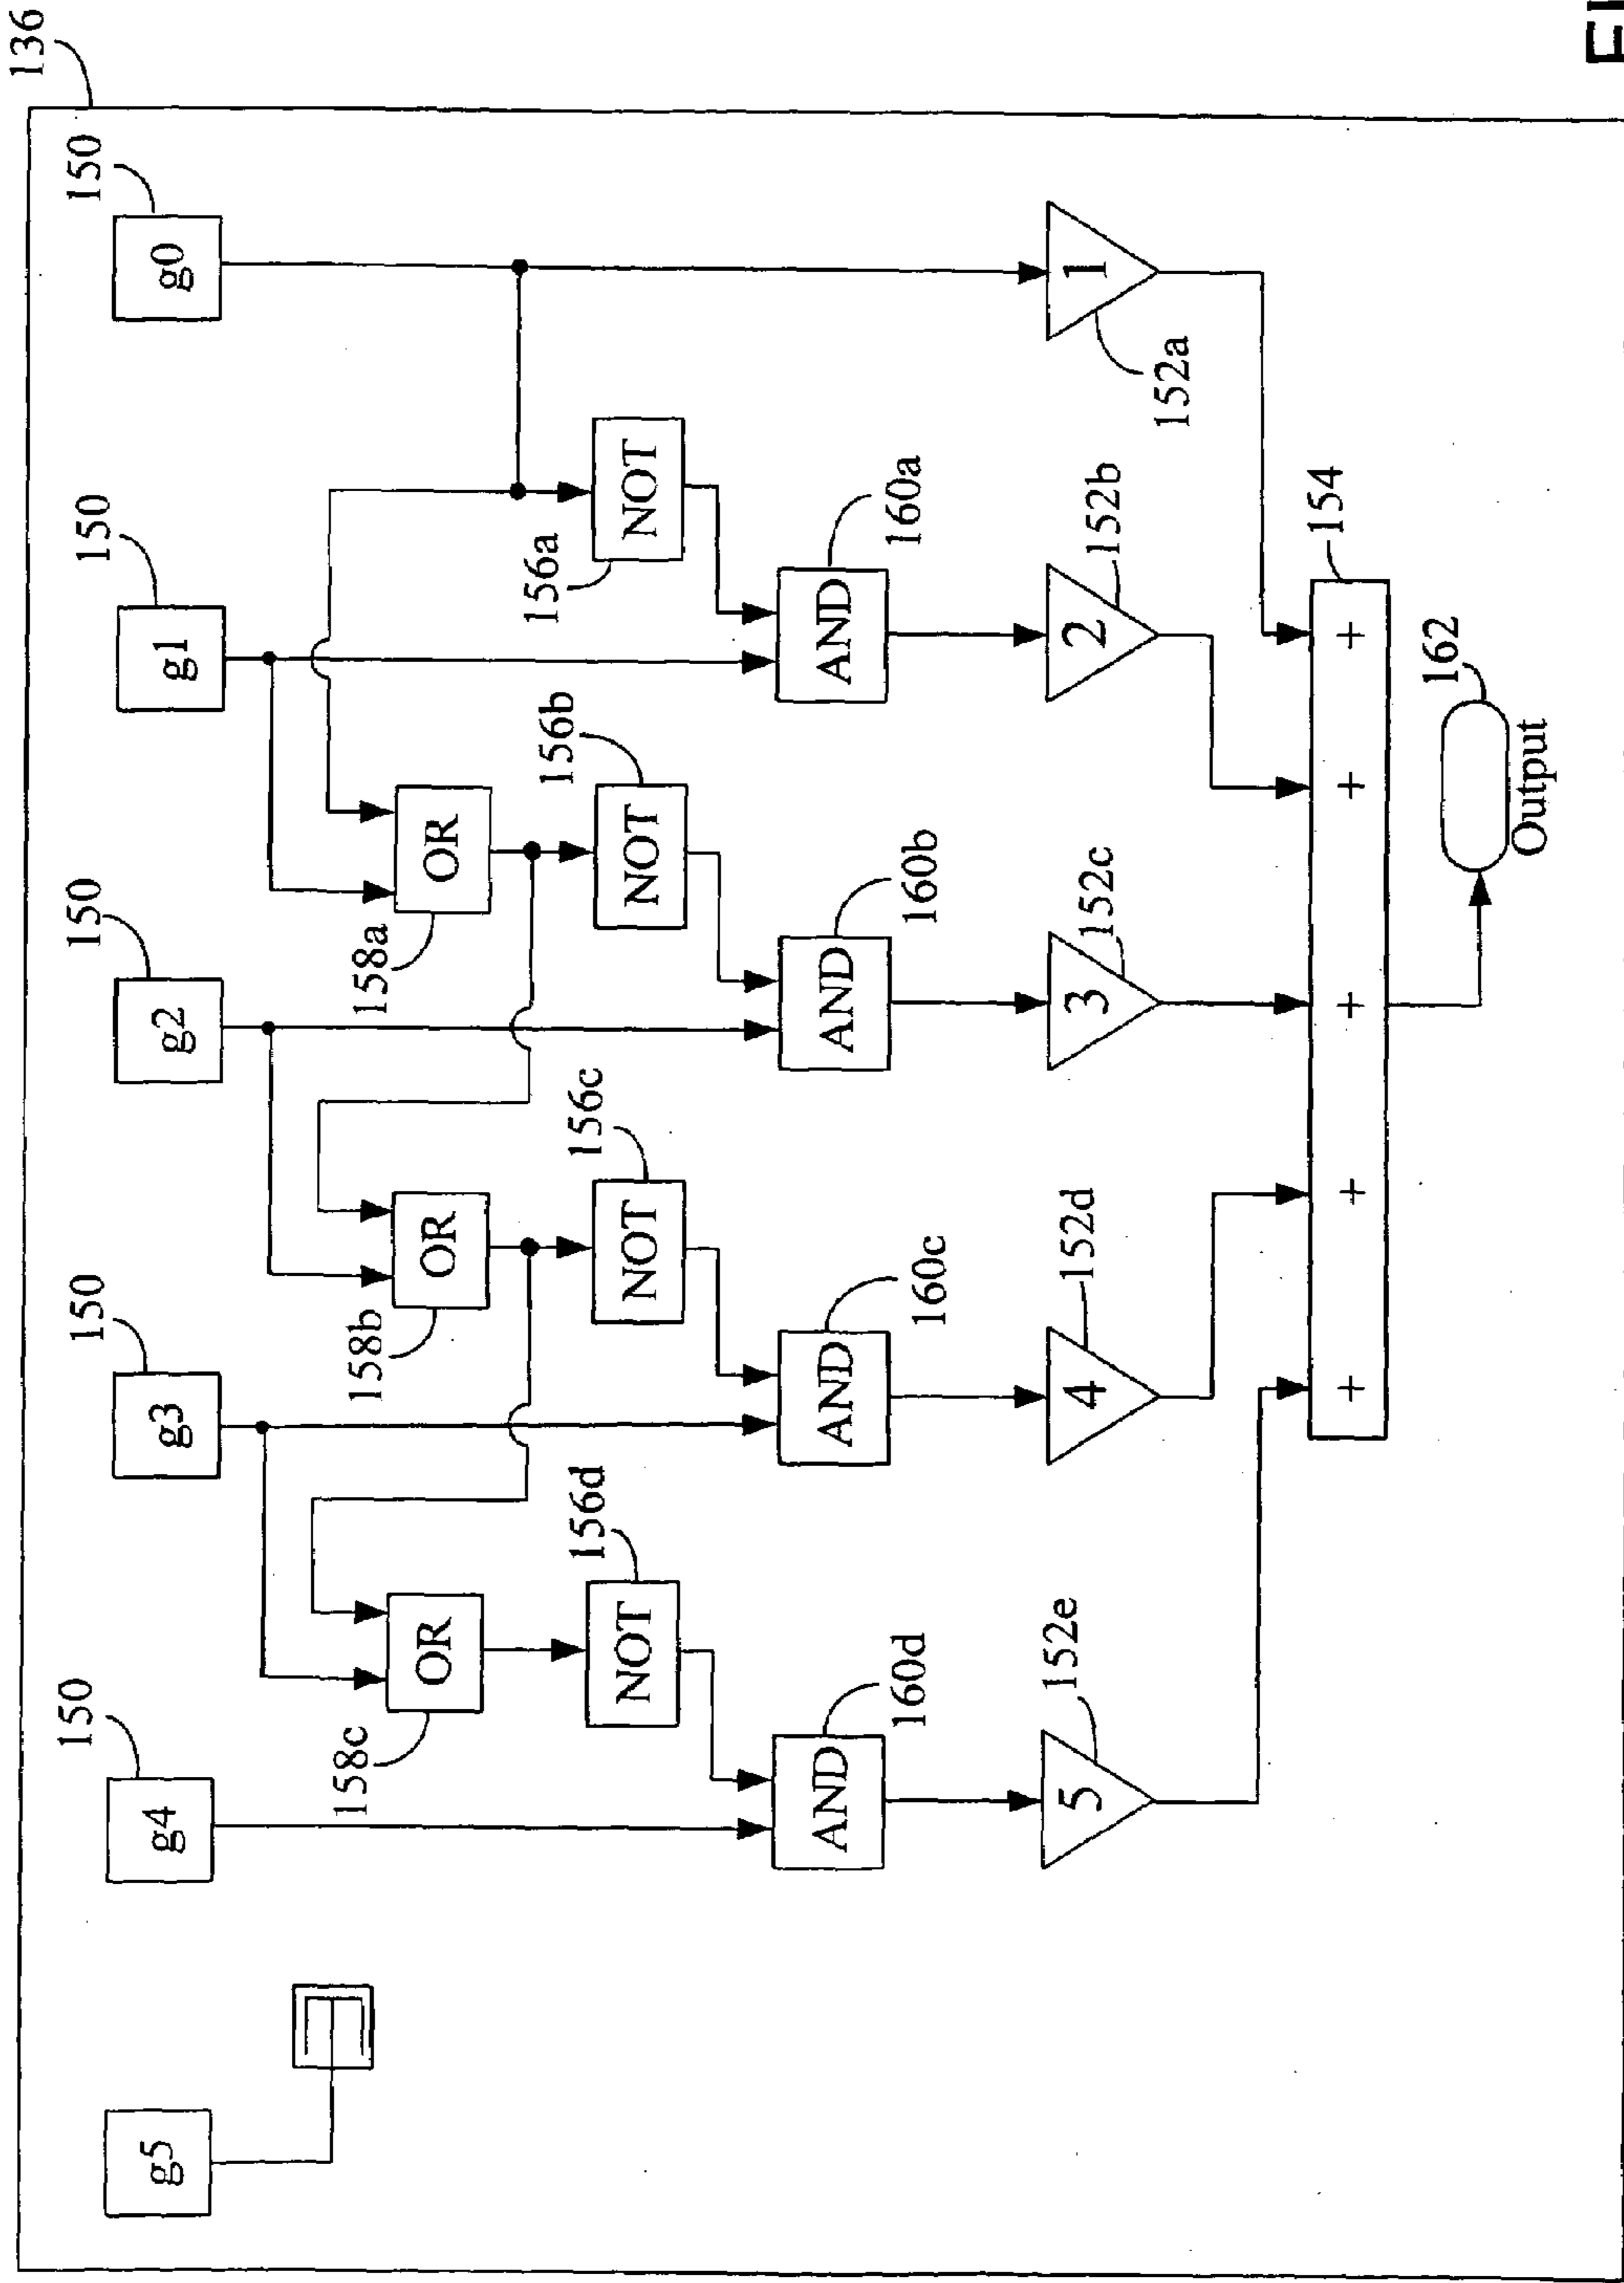 136
150
150
150
150
150
g5
g4
g3
g2
g1
g0
158c
158b
158a
OR
OR
OR
156d
156c
156b
156a
NOT
NOT
NOT
NOT
AND
AND
AND
AND
160d
160c
160b
160a
152e
152d
152c
152b
5
4
3
2
1
152a
154
+ + + + +
162
Output